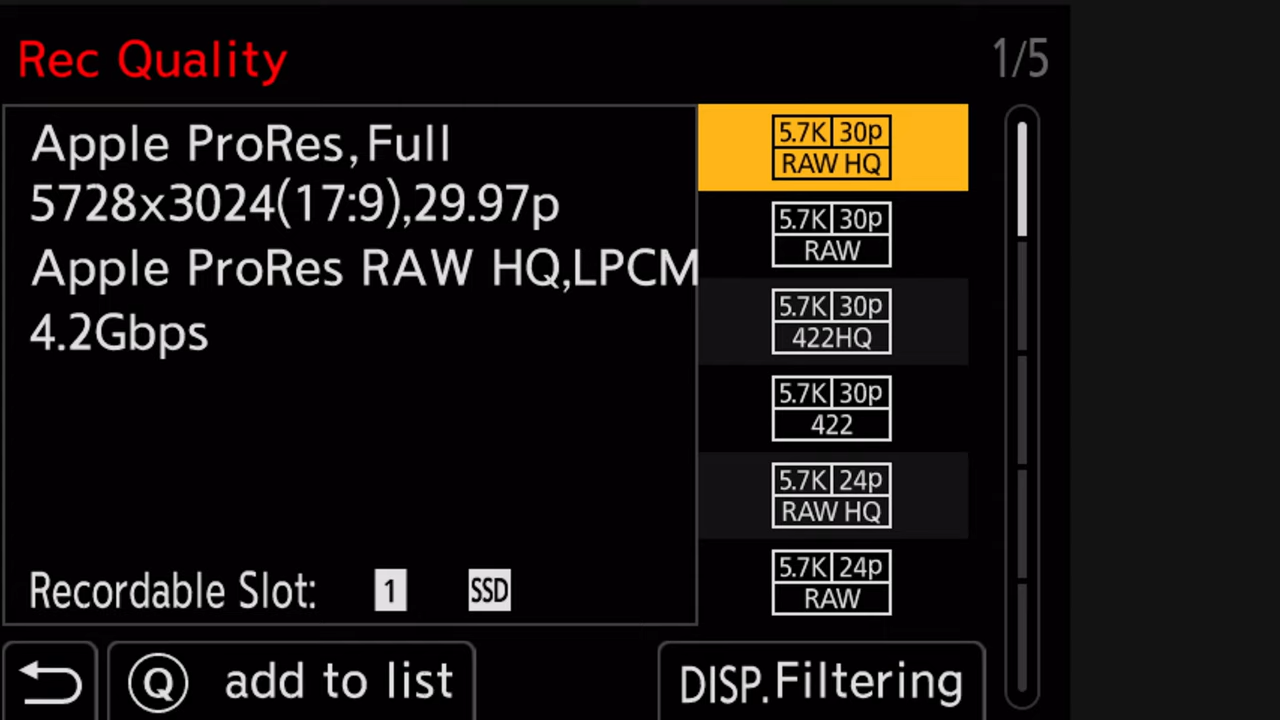 Rec Quality
1/5
Apple ProRes,Full
5728x3024(17:9),29.97p
Apple ProRes RAW HQ,LPCM
4.2Gbps
Recordable Slot: 1 SSD
5.7K 30p
RAW HQ
5.7K 30p
RAW
5.7K 30p
422HQ
5.7K 30p
422
5.7K 24p
RAW HQ
5.7K 24p
RAW
Q add to list
DISP.Filtering